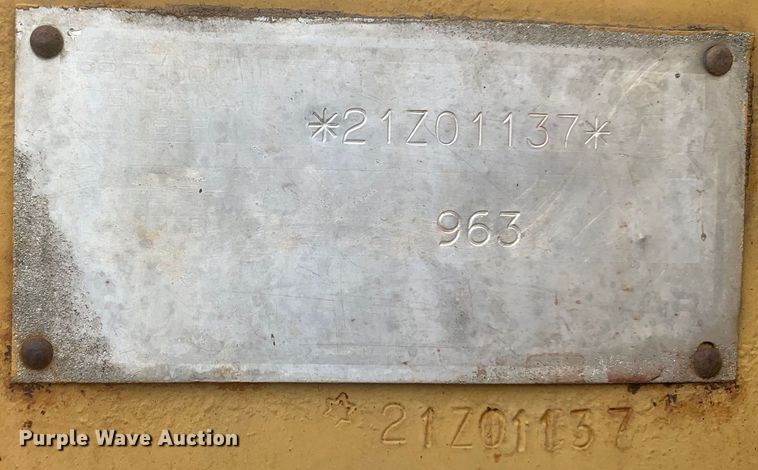 *21Z01137*
963
☆ 21Z01137
Purple Wave Auction